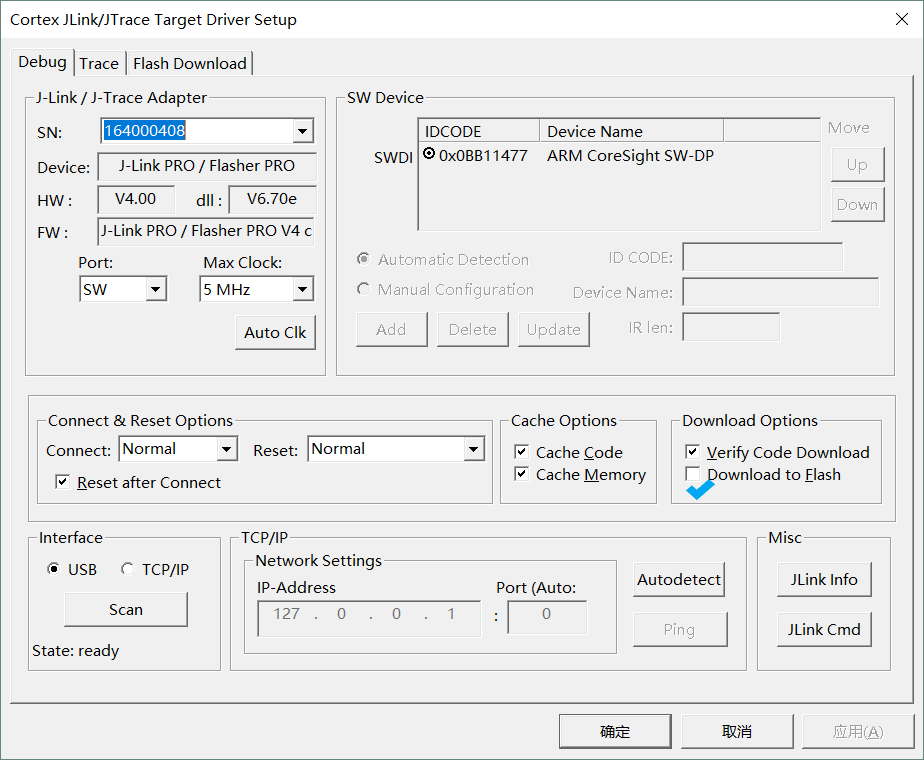 Cortex JLink/JTrace Target Driver Setup
Debug Trace Flash Download
J-Link / J-Trace Adapter
SN: 164000408
Device: J-Link PRO / Flasher PRO
HW : V4.00 dll : V6.70e
FW : J-Link PRO / Flasher PRO V4 c
Port: Max Clock:
SW 5 MHz
Auto Clk
SW Device
IDCODE Device Name Move
SWDI 0x0BB11477 ARM CoreSight SW-DP
Up
Down
Automatic Detection ID CODE:
Manual Configuration Device Name:
Add Delete Update IR len:
Connect & Reset Options
Connect: Normal Reset: Normal
Reset after Connect
Cache Options
Cache Code
Cache Memory
Download Options
Verify Code Download
Download to Flash
Interface
USB TCP/IP
Scan
State: ready
TCP/IP
Network Settings
IP-Address Port (Auto:
127 . 0 . 0 . 1 : 0
Autodetect
Ping
Misc
JLink Info
JLink Cmd
确定 取消 应用(A)